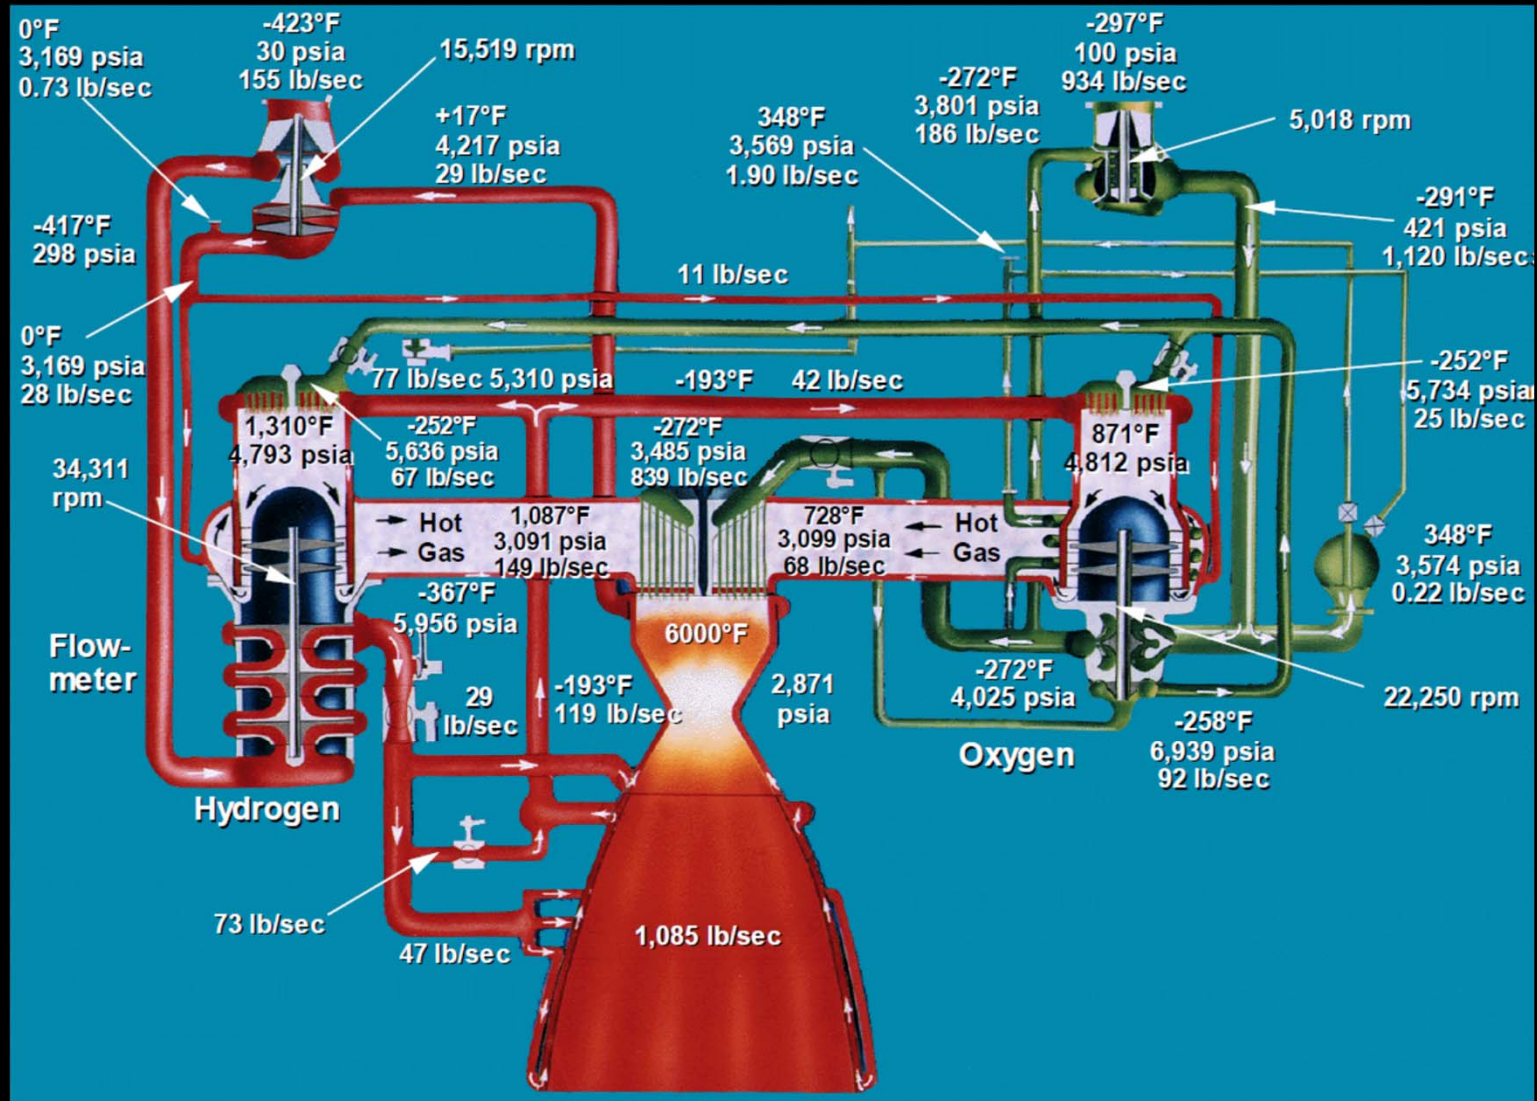 0°F
3,169 psia
0.73 lb/sec
-423°F
30 psia
155 lb/sec
15,519 rpm
+17°F
4,217 psia
29 lb/sec
348°F
3,569 psia
1.90 lb/sec
-272°F
3,801 psia
186 lb/sec
-297°F
100 psia
934 lb/sec
5,018 rpm
-291°F
421 psia
1,120 lb/sec
-417°F
298 psia
11 lb/sec
0°F
3,169 psia
28 lb/sec
77 lb/sec 5,310 psia
-193°F
42 lb/sec
-252°F
5,734 psia
25 lb/sec
1,310°F
4,793 psia
-252°F
5,636 psia
67 lb/sec
-272°F
3,485 psia
839 lb/sec
871°F
4,812 psia
34,311
rpm
Hot
Gas
1,087°F
3,091 psia
149 lb/sec
728°F
3,099 psia
68 lb/sec
Hot
Gas
348°F
3,574 psia
0.22 lb/sec
-367°F
5,956 psia
6000°F
Flow-
meter
29
lb/sec
-193°F
119 lb/sec
2,871
psia
-272°F
4,025 psia
22,250 rpm
-258°F
6,939 psia
92 lb/sec
Oxygen
Hydrogen
73 lb/sec
47 lb/sec
1,085 lb/sec